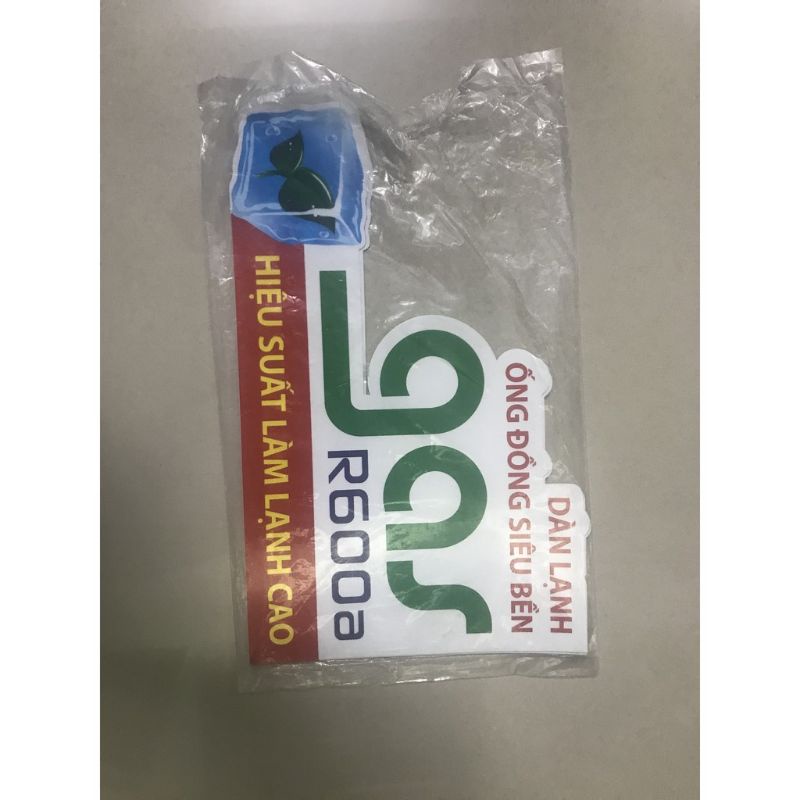 DÀN LẠNH
ỐNG ĐỒNG SIÊU BỀN
gas
R600a
HIỆU SUẤT LÀM LẠNH CAO